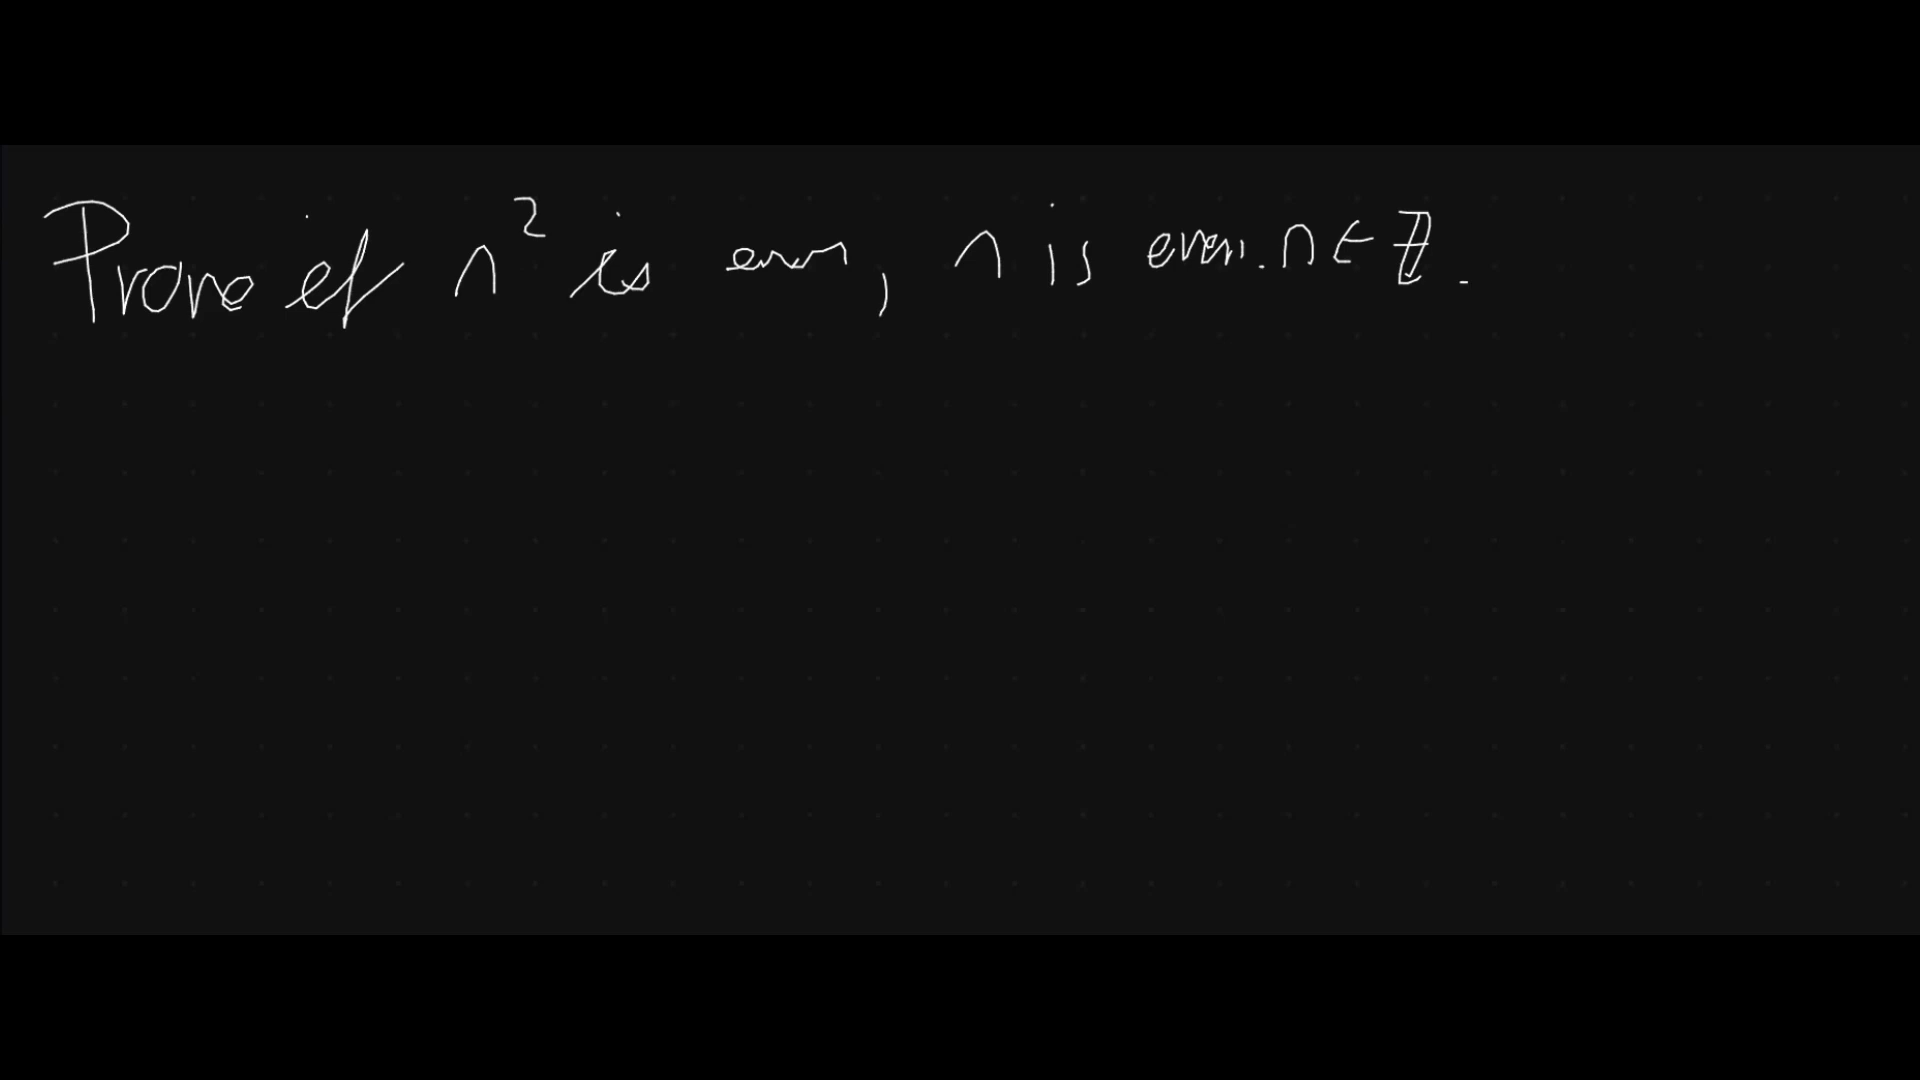 Prove if n² is even, n is even. n ∈ ℤ.